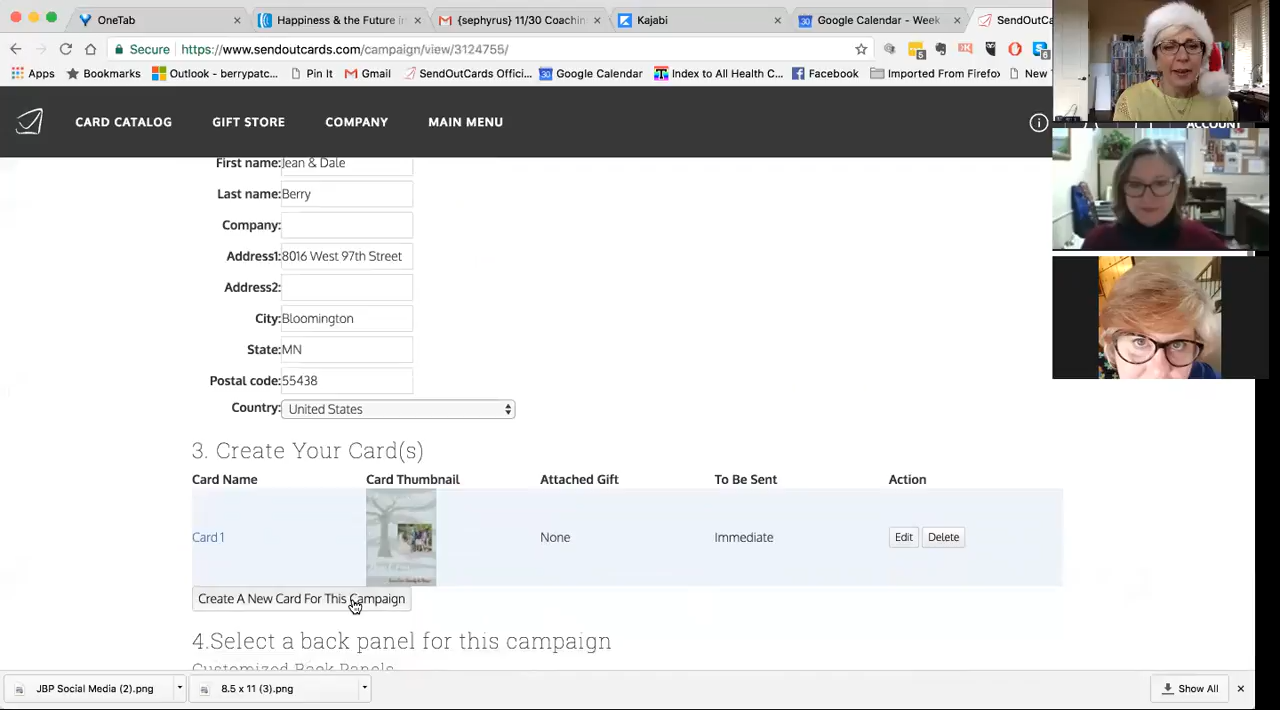 OneTab
Happiness & the Future in
{sephyrus} 11/30 Coachin
Kajabi
Google Calendar - Week
SendOutCa
Secure https://www.sendoutcards.com/campaign/view/3124755/
5
6
Apps Bookmarks Outlook - berrypatc... Pin It Gmail SendOutCards Offici... Google Calendar Index to All Health C... Facebook Imported From Firefox New
CARD CATALOG GIFT STORE COMPANY MAIN MENU
ACCOUNT
First name: Jean & Dale
Last name: Berry
Company:
Address1: 8016 West 97th Street
Address2:
City: Bloomington
State: MN
Postal code: 55438
Country: United States
3. Create Your Card(s)
Card Name Card Thumbnail Attached Gift To Be Sent Action
Card 1 None Immediate Edit Delete
Create A New Card For This Campaign
4.Select a back panel for this campaign
Customized Back Panels
JBP Social Media (2).png 8.5 x 11 (3).png Show All